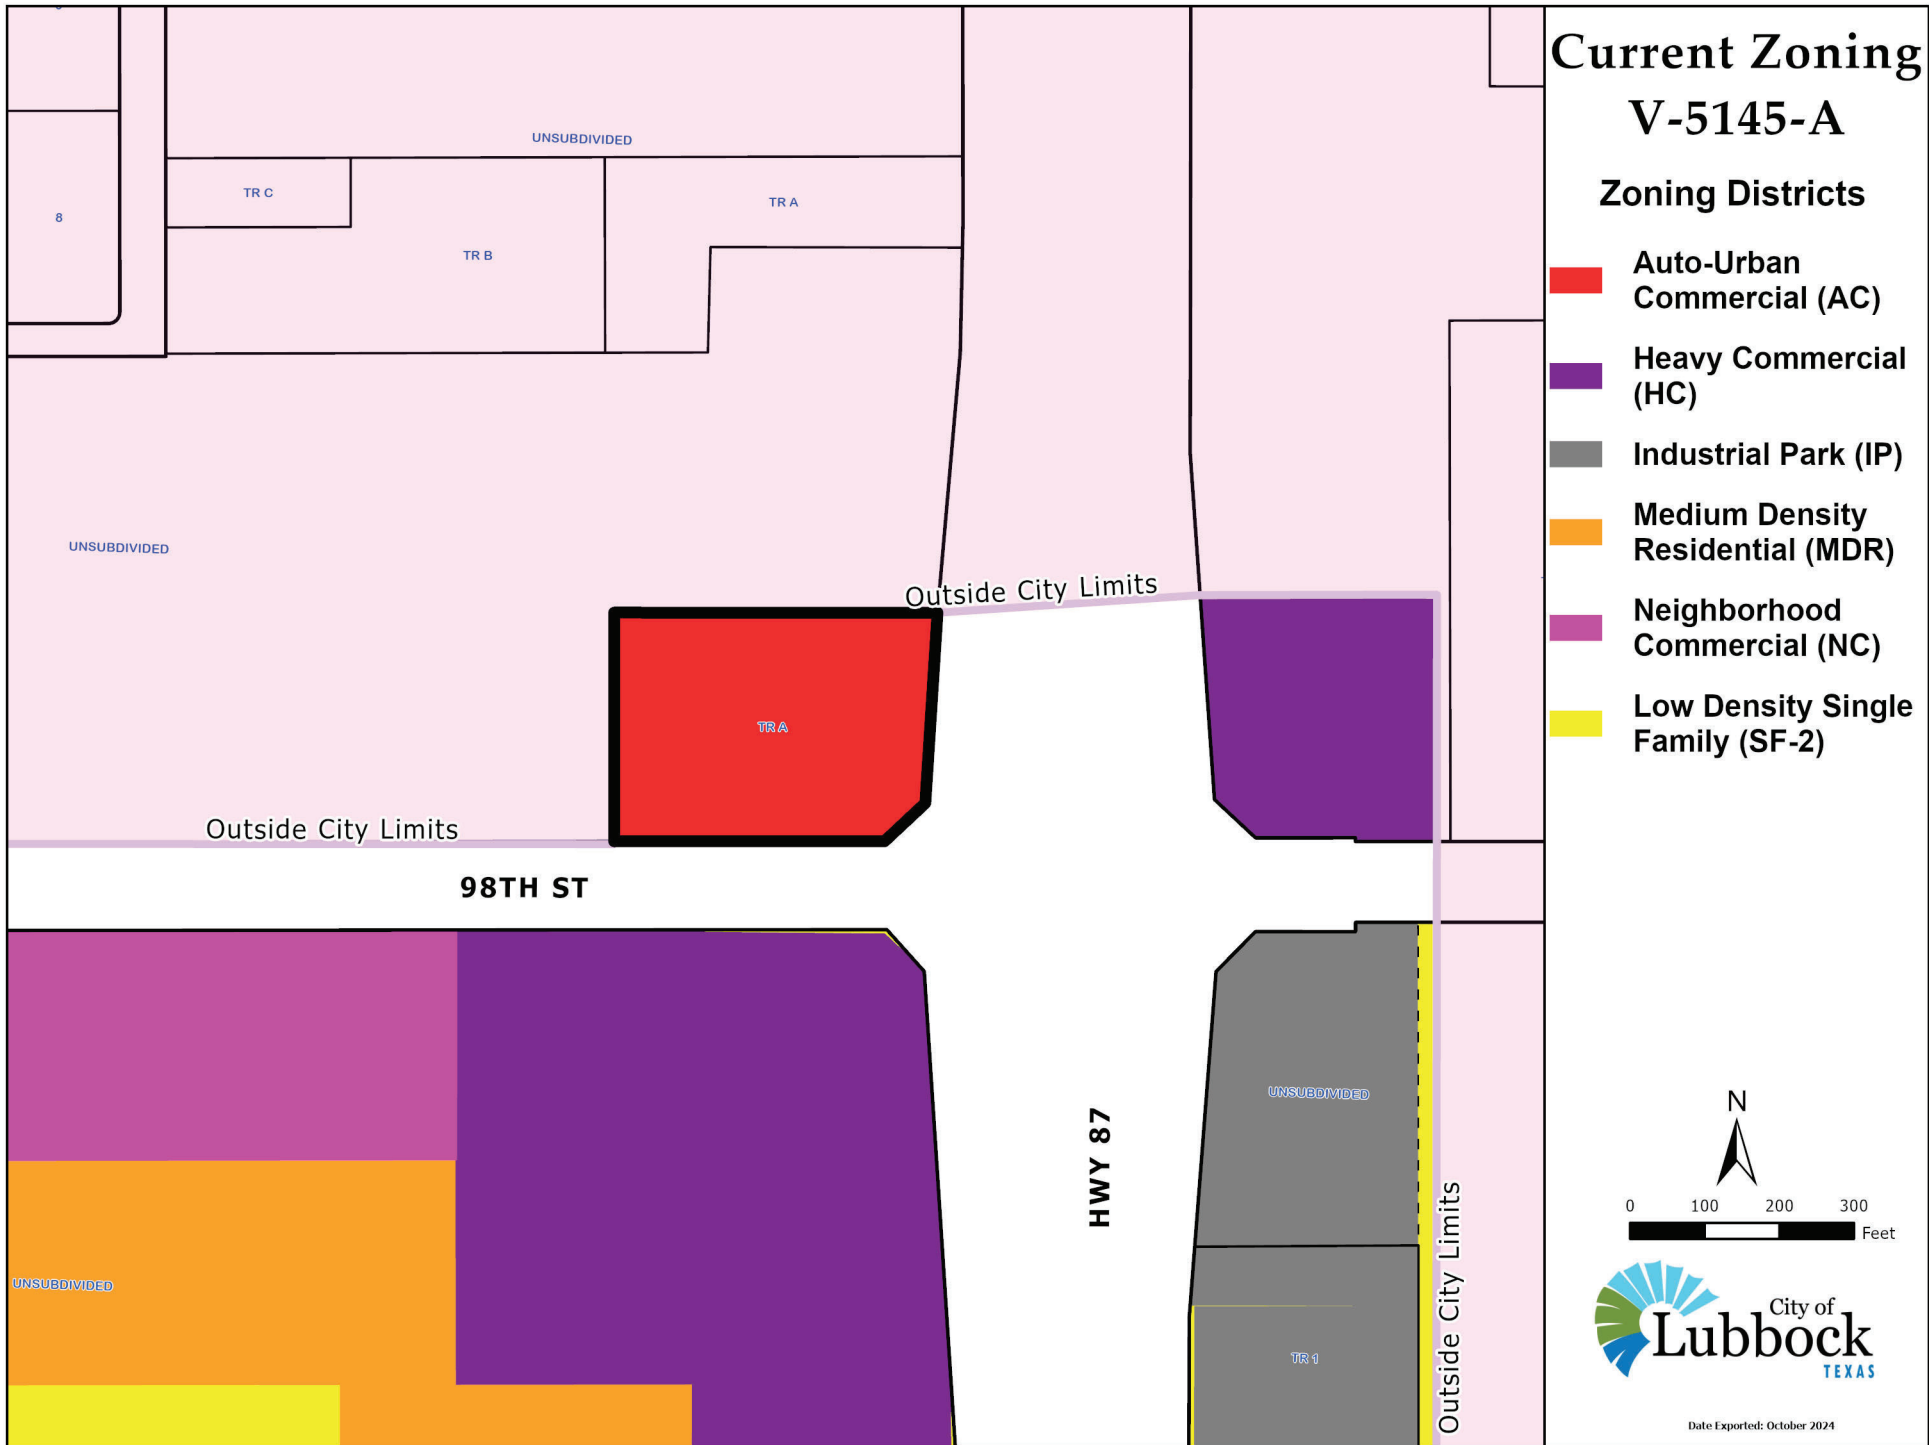 Current Zoning
V-5145-A
Zoning Districts
Auto-Urban
Commercial (AC)
Heavy Commercial
(HC)
Industrial Park (IP)
Medium Density
Residential (MDR)
Neighborhood
Commercial (NC)
Low Density Single
Family (SF-2)
UNSUBDIVIDED
TR C
TR A
8
TR B
UNSUBDIVIDED
Outside City Limits
TR A
Outside City Limits
98TH ST
UNSUBDIVIDED
HWY 87
UNSUBDIVIDED
TR 1
Outside City Limits
N
0 100 200 300
Feet
City of
Lubbock
TEXAS
Date Exported: October 2024